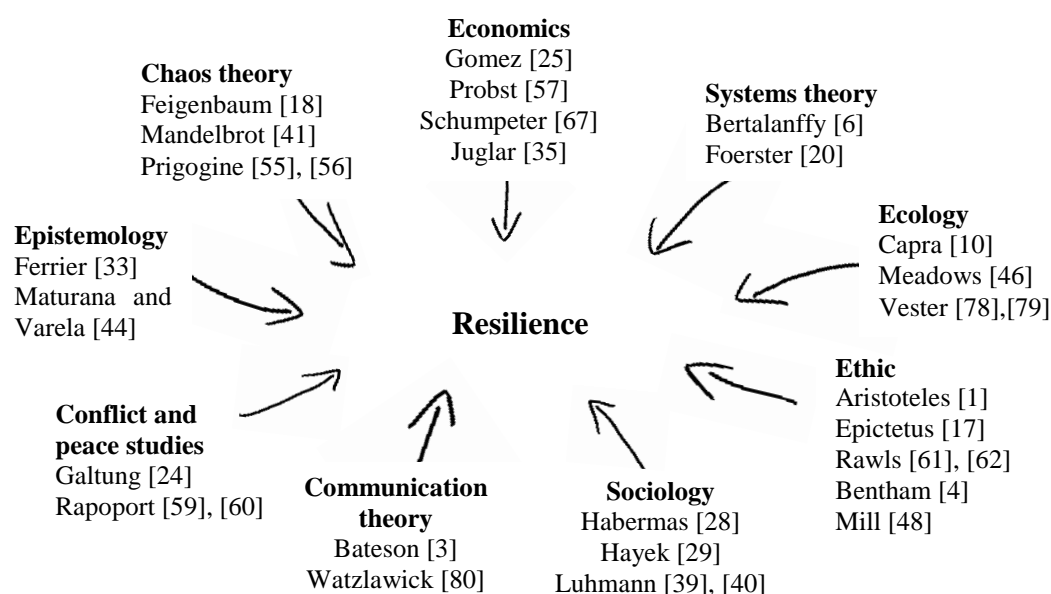 Economics
Gomez [25]
Probst [57]
Schumpeter [67]
Juglar [35]
Chaos theory
Feigenbaum [18]
Mandelbrot [41]
Prigogine [55], [56]
Systems theory
Bertalanffy [6]
Foerster [20]
Epistemology
Ferrier [33]
Maturana and
Varela [44]
Ecology
Capra [10]
Meadows [46]
Vester [78],[79]
Resilience
Ethic
Aristoteles [1]
Epictetus [17]
Rawls [61], [62]
Bentham [4]
Mill [48]
Conflict and
peace studies
Galtung [24]
Rapoport [59], [60]
Communication
theory
Bateson [3]
Watzlawick [80]
Sociology
Habermas [28]
Hayek [29]
Luhmann [39], [40]